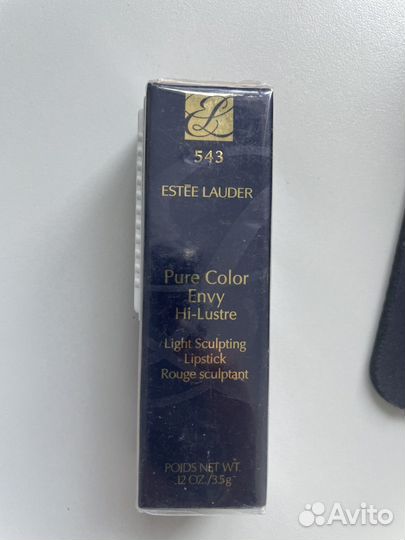 543
ESTĒE LAUDER
Pure Color
Envy
Hi-Lustre
Light Sculpting
Lipstick
Rouge sculptant
POIDS NET WT.
.12 OZ./3.5g
Avito